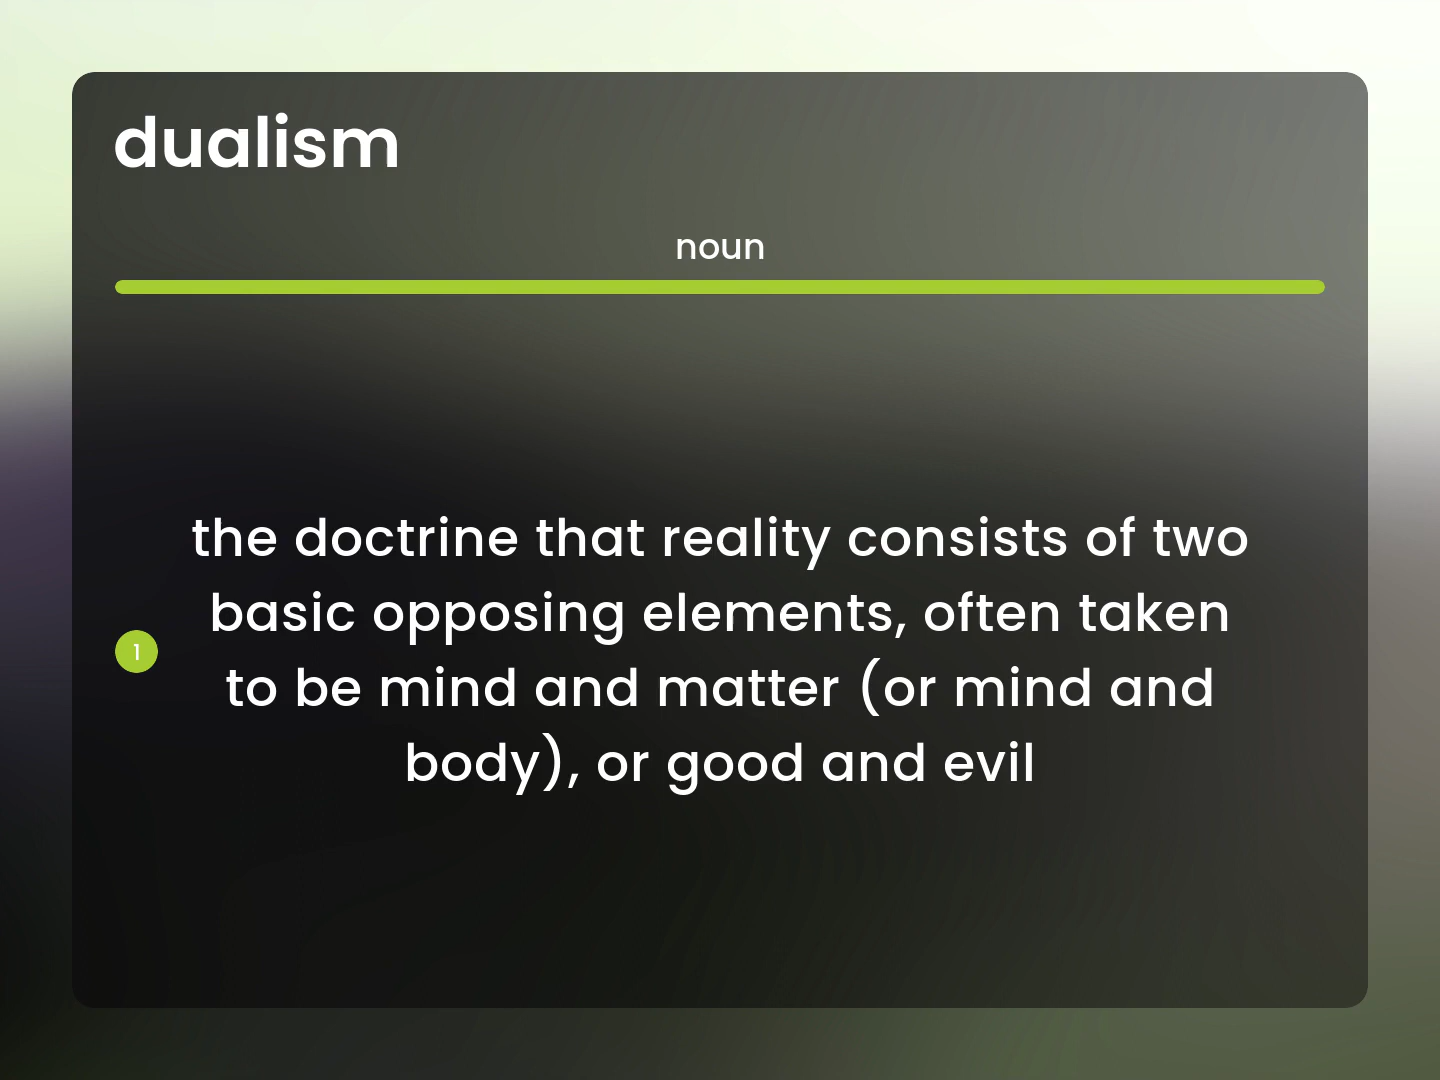 dualism
noun
the doctrine that reality consists of two
basic opposing elements, often taken
1
to be mind and matter (or mind and
body), or good and evil